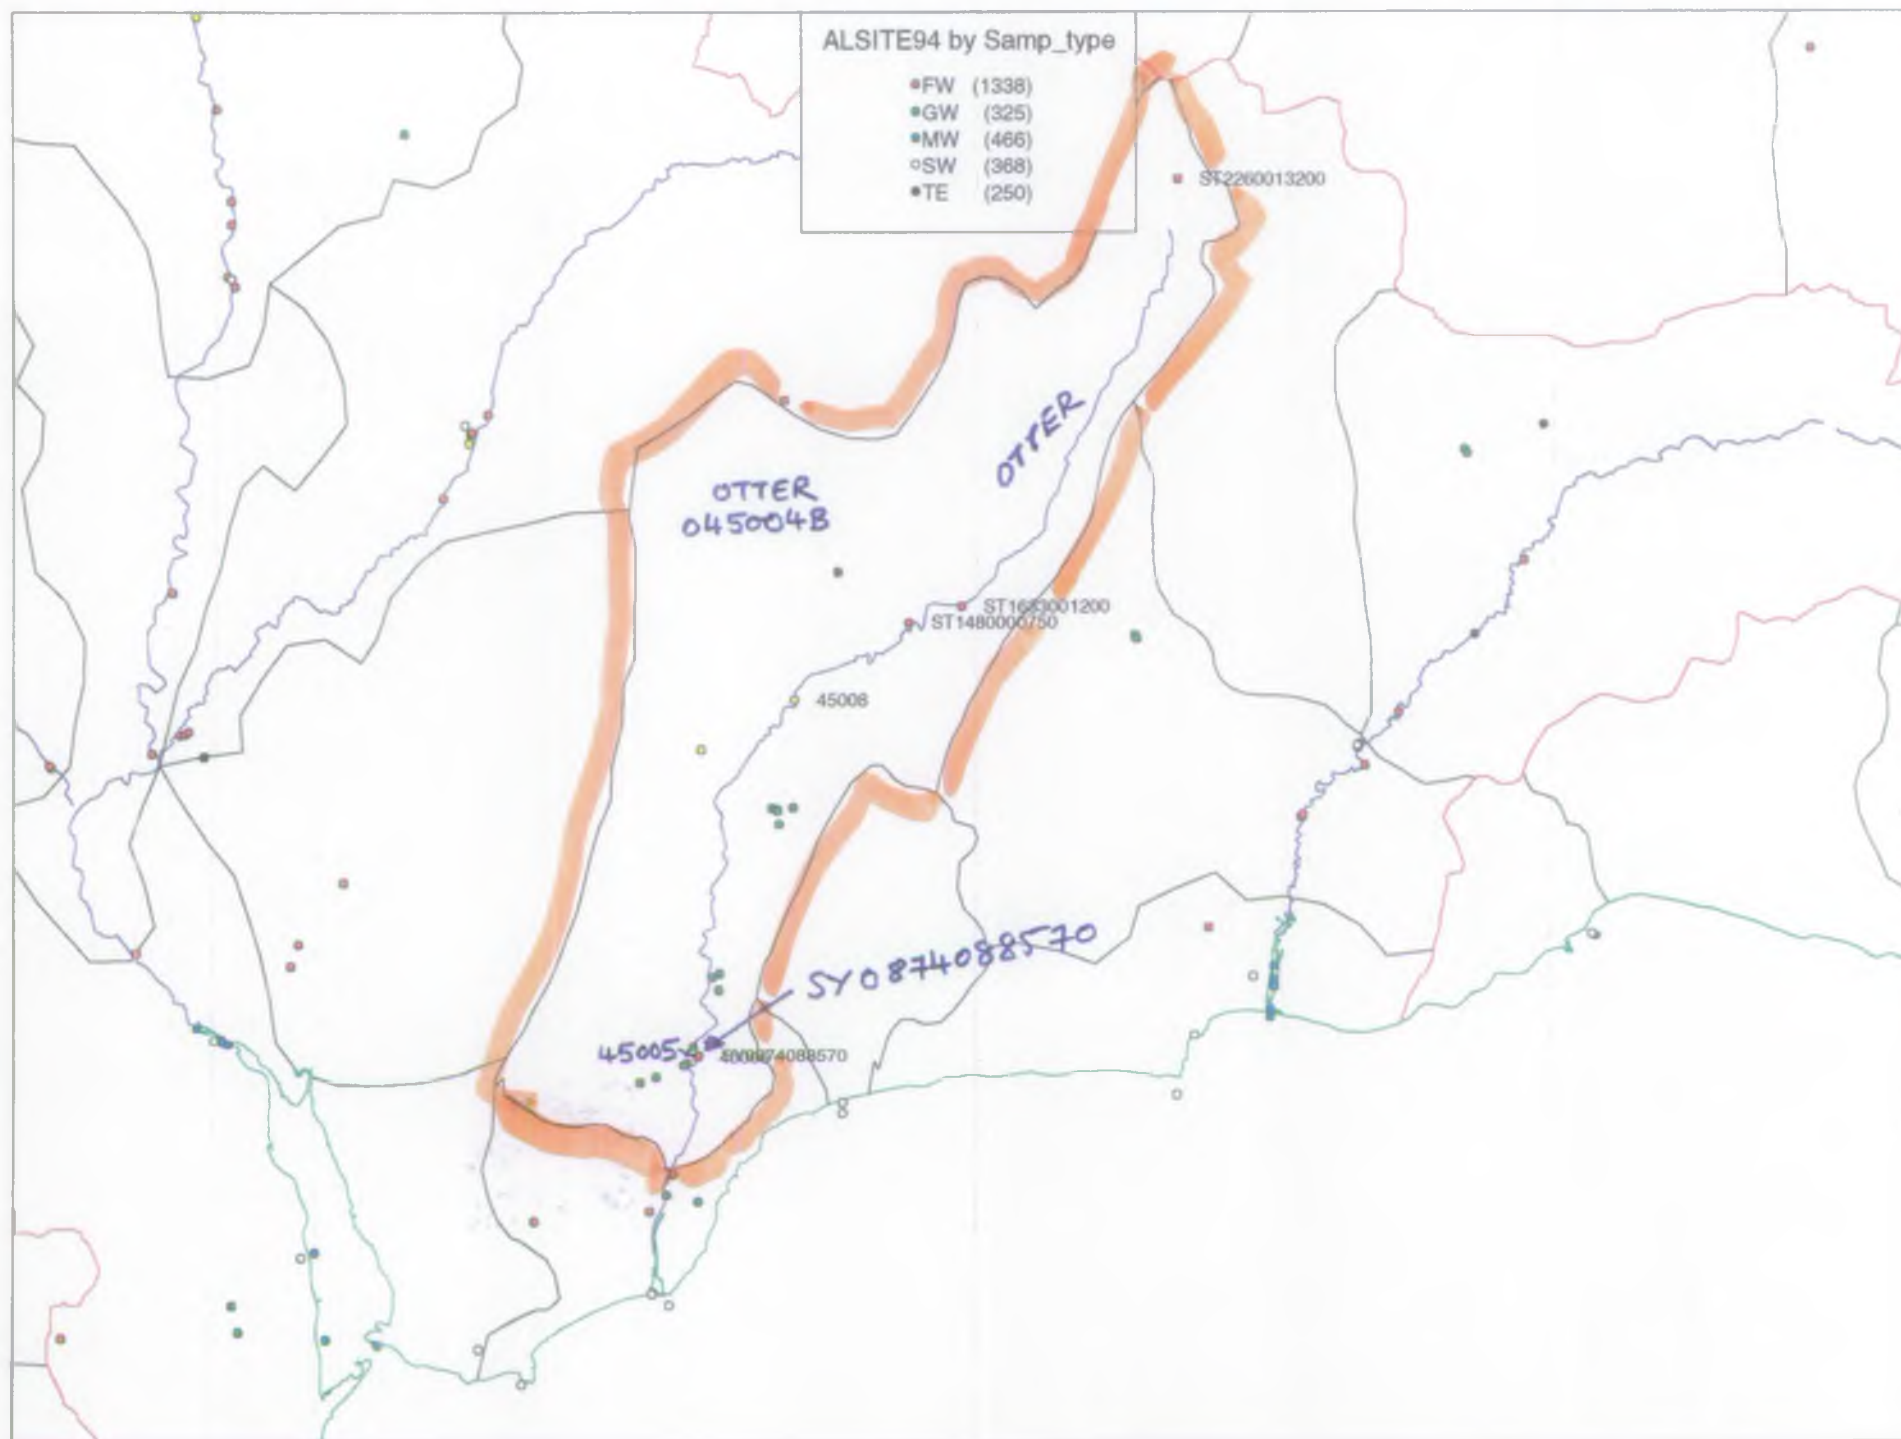 ALSITE94 by Samp_type
FW (1338)
GW (325)
MW (466)
SW (368)
TE (250)
ST2260013200
OTTER
OTTER
045004B
ST1633001200
ST1480000750
45008
SY0874088570
45005